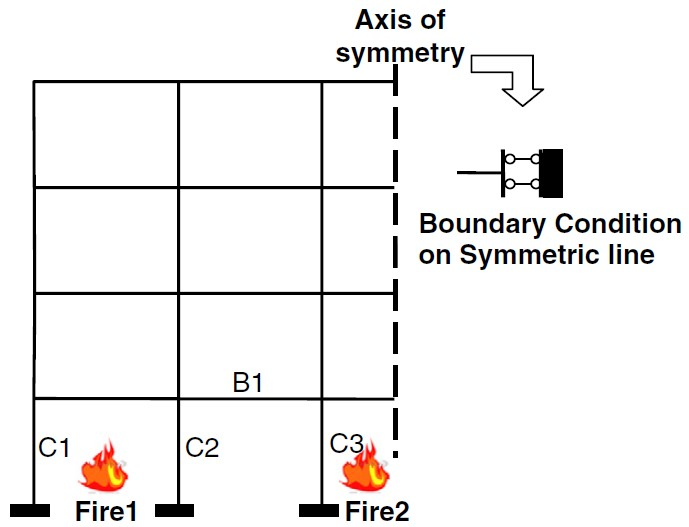 Axis of
symmetry
Boundary Condition
on Symmetric line
B1
C1
C2
C3
Fire1
Fire2